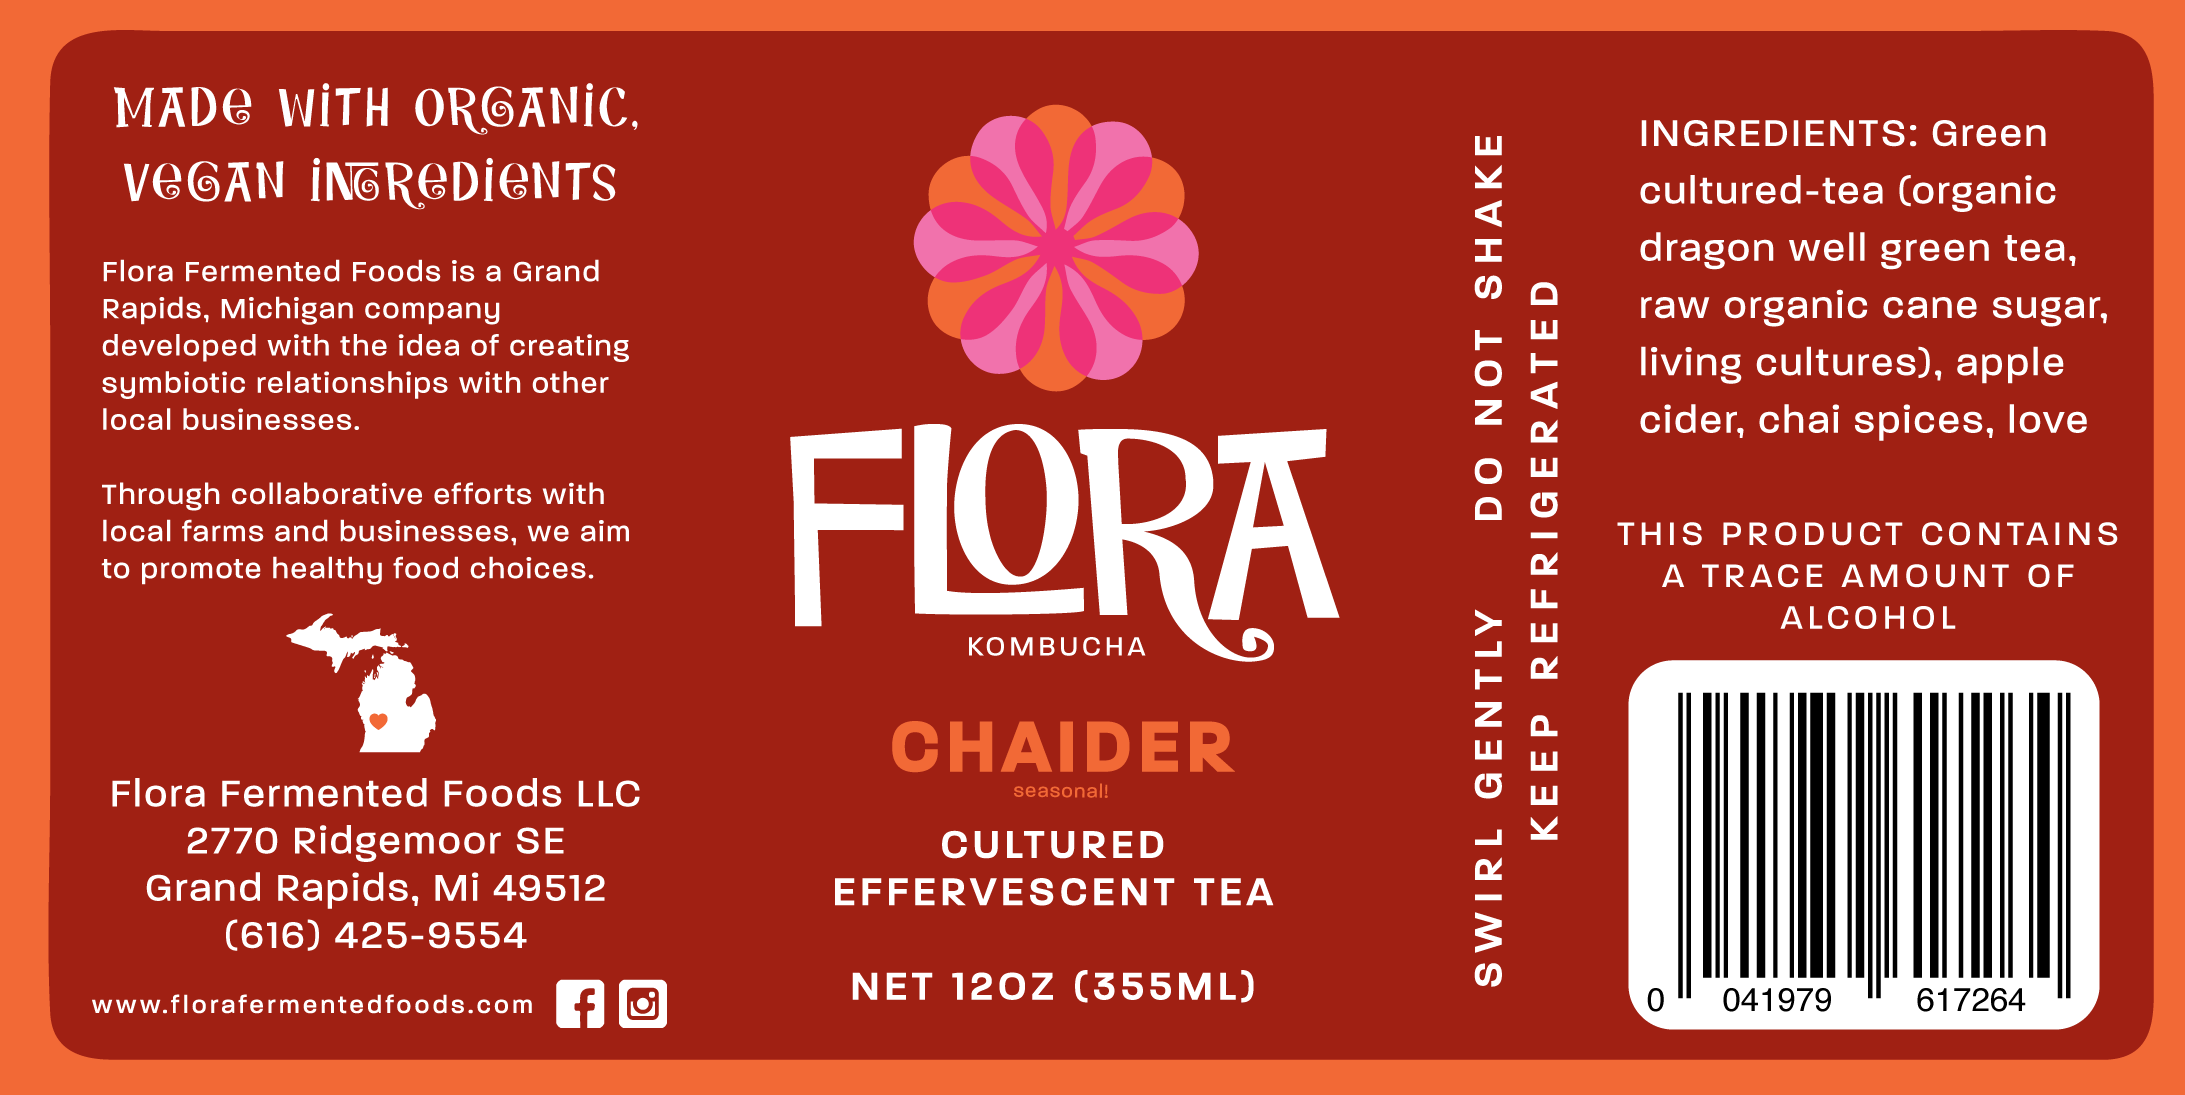 MADE WITH ORGANIC,
VEGAN INGREDIENTS
Flora Fermented Foods is a Grand
Rapids, Michigan company
developed with the idea of creating
symbiotic relationships with other
local businesses.
Through collaborative efforts with
local farms and businesses, we aim
to promote healthy food choices.
Flora Fermented Foods LLC
2770 Ridgemoor SE
Grand Rapids, Mi 49512
(616) 425-9554
www.florafermentedfoods.com
FLORA
KOMBUCHA
CHAIDER
seasonal!
CULTURED
EFFERVESCENT TEA
NET 12OZ (355ML)
SWIRL GENTLY DO NOT SHAKE
KEEP REFRIGERATED
INGREDIENTS: Green
cultured-tea (organic
dragon well green tea,
raw organic cane sugar,
living cultures), apple
cider, chai spices, love
THIS PRODUCT CONTAINS
A TRACE AMOUNT OF
ALCOHOL
0 041979 617264